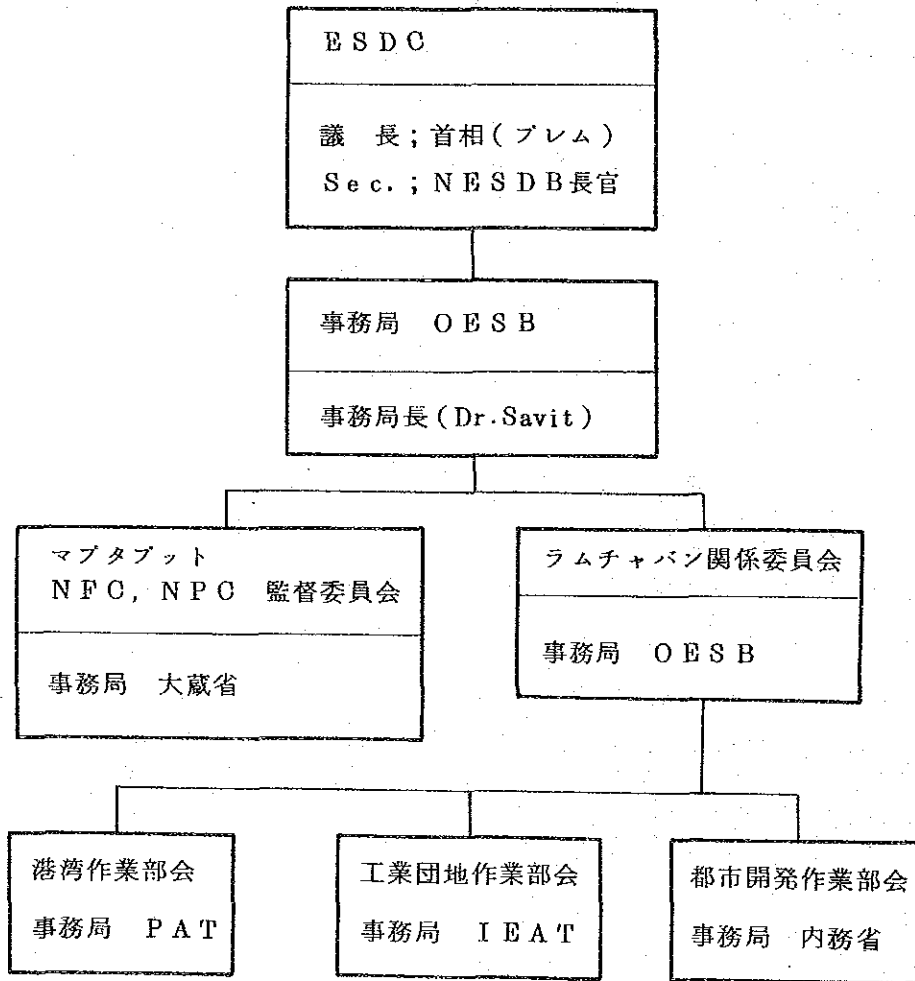 ESDC
議 長；首相(プレム)
Sec.；NESDB長官
事務局 OESB
事務局長(Dr.Savit)
マプタプット
NFC, NPC 監督委員会
事務局 大蔵省
ラムチャバン関係委員会
事務局 OESB
港湾作業部会
事務局 PAT
工業団地作業部会
事務局 IEAT
都市開発作業部会
事務局 内務省